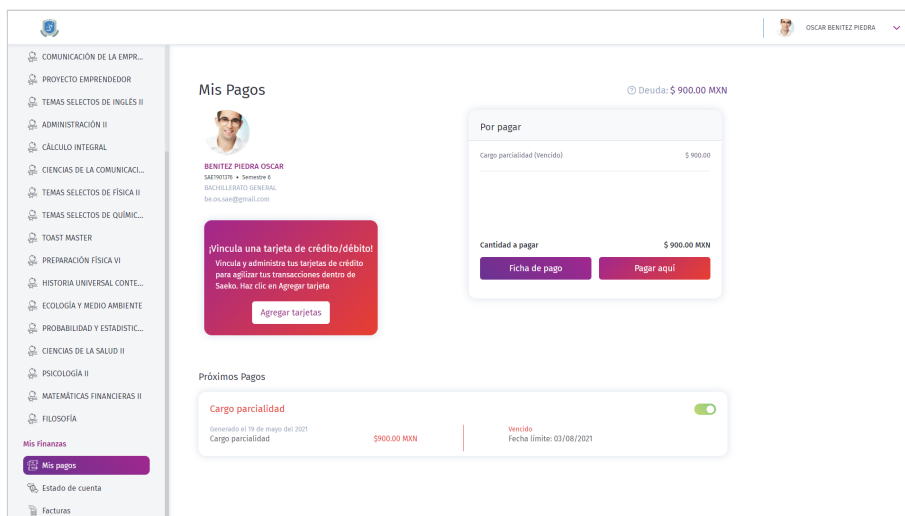 OSCAR BENITEZ PIEDRA
COMUNICACIÓN DE LA EMPR...
PROYECTO EMPRENDEDOR
TEMAS SELECTOS DE INGLÉS II
ADMINISTRACIÓN II
CÁLCULO INTEGRAL
CIENCIAS DE LA COMUNICACI...
TEMAS SELECTOS DE FÍSICA II
TEMAS SELECTOS DE QUÍMIC...
TOAST MASTER
PREPARACIÓN FÍSICA VI
HISTORIA UNIVERSAL CONTE...
ECOLOGÍA Y MEDIO AMBIENTE
PROBABILIDAD Y ESTADISTIC...
CIENCIAS DE LA SALUD II
PSICOLOGÍA II
MATEMÁTICAS FINANCIERAS II
FILOSOFÍA
Mis Finanzas
Mis pagos
Estado de cuenta
Facturas
Mis Pagos
Deuda: $ 900.00 MXN
BENITEZ PIEDRA OSCAR
SAE1901376 • Semestre 6
BACHILLERATO GENERAL
be.os.sae@gmail.com
¡Vincula una tarjeta de crédito/débito!
Vincula y administra tus tarjetas de crédito
para agilizar tus transacciones dentro de
Saeko. Haz clic en Agregar tarjeta
Agregar tarjetas
Por pagar
Cargo parcialidad (Vencido) $ 900.00
Cantidad a pagar $ 900.00 MXN
Ficha de pago Pagar aquí
Próximos Pagos
Cargo parcialidad
Generado el 19 de mayo del 2021
Cargo parcialidad $900.00 MXN
Vencido
Fecha límite: 03/08/2021